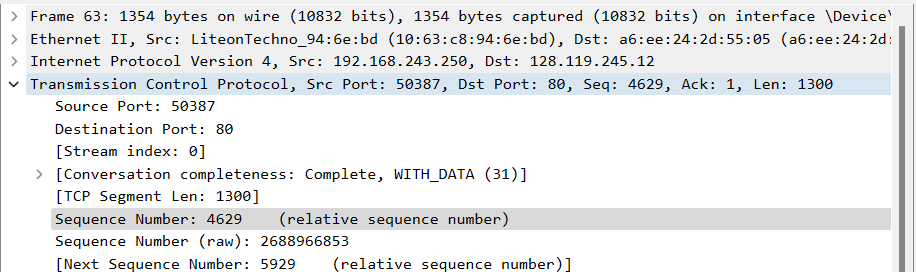 Frame 63: 1354 bytes on wire (10832 bits), 1354 bytes captured (10832 bits) on interface \Device\
Ethernet II, Src: LiteonTechno_94:6e:bd (10:63:c8:94:6e:bd), Dst: a6:ee:24:2d:55:05 (a6:ee:24:2d:
Internet Protocol Version 4, Src: 192.168.243.250, Dst: 128.119.245.12
Transmission Control Protocol, Src Port: 50387, Dst Port: 80, Seq: 4629, Ack: 1, Len: 1300
Source Port: 50387
Destination Port: 80
[Stream index: 0]
[Conversation completeness: Complete, WITH_DATA (31)]
[TCP Segment Len: 1300]
Sequence Number: 4629    (relative sequence number)
Sequence Number (raw): 2688966853
[Next Sequence Number: 5929    (relative sequence number)]